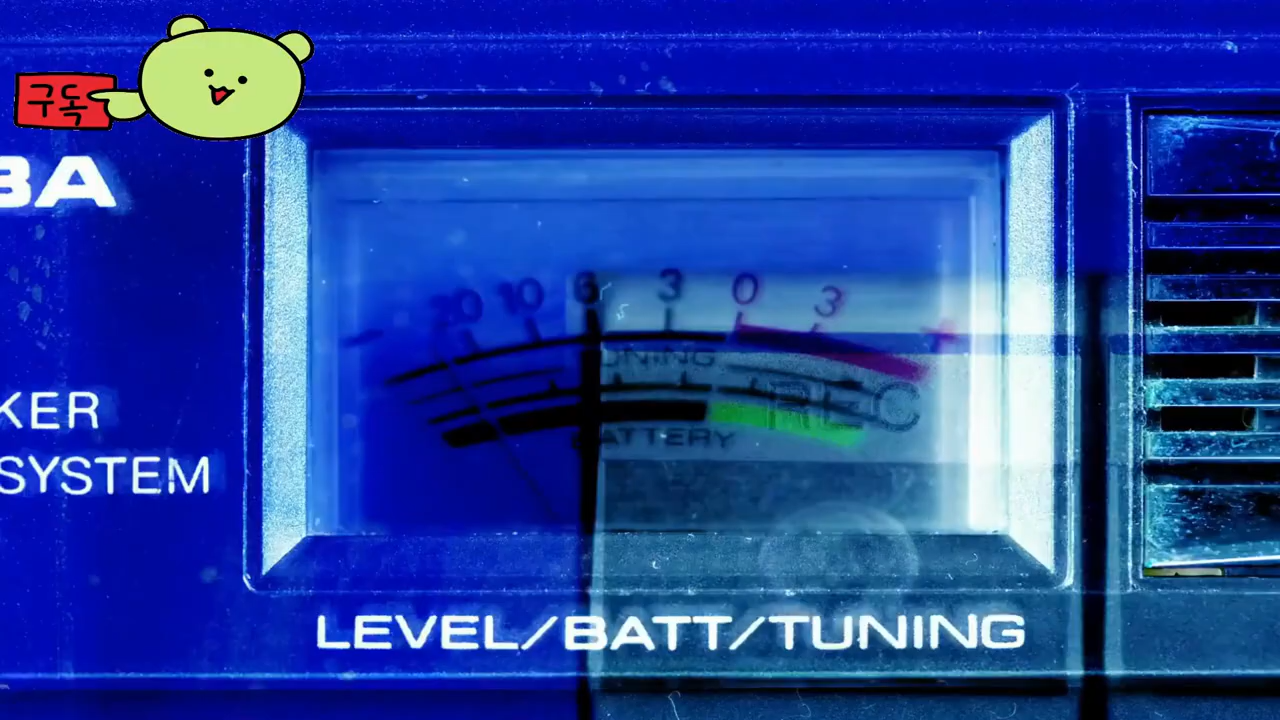 구독
BA
KER
SYSTEM
20 10 6 3 0 3
- +
TUNING
REC
BATTERY
LEVEL/BATT/TUNING